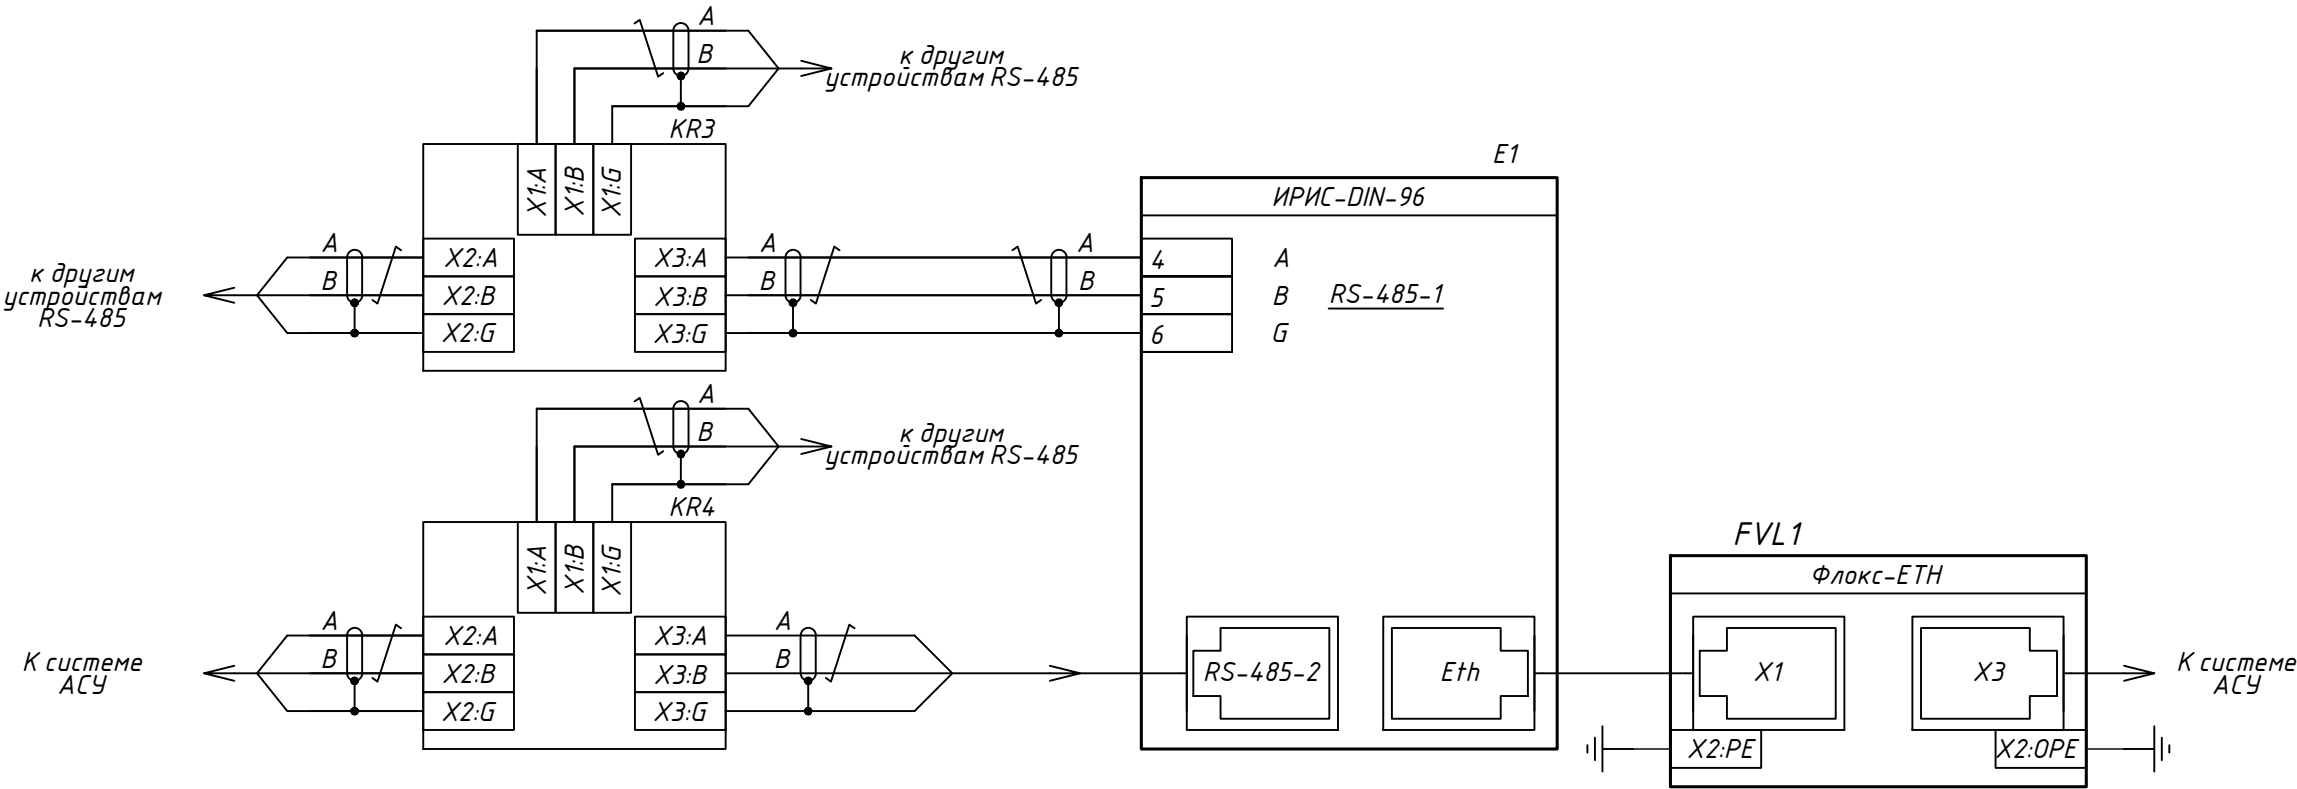 A
B
к другим
устройствам RS-485
KR3
X1:A
X1:B
X1:G
E1
ИРИС-DIN-96
к другим
устройствам
RS-485
A
B
X2:A
X2:B
X2:G
X3:A
X3:B
X3:G
A
B
A
B
4
5
6
A
B
G
RS-485-1
A
B
к другим
устройствам RS-485
KR4
X1:A
X1:B
X1:G
FVL1
Флокс-ETH
К системе
АСУ
A
B
X2:A
X2:B
X2:G
X3:A
X3:B
X3:G
A
B
RS-485-2
Eth
X1
X3
К системе
АСУ
X2:PE
X2:OPE